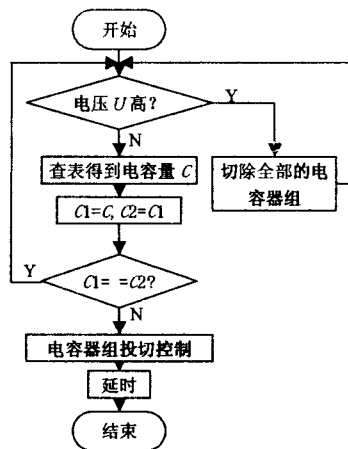 开始
电压 U 高?
Y
N
查表得到电容量 C
切除全部的电
容器组
C1=C, C2=C1
Y
C1= =C2?
N
电容器组投切控制
延时
结束